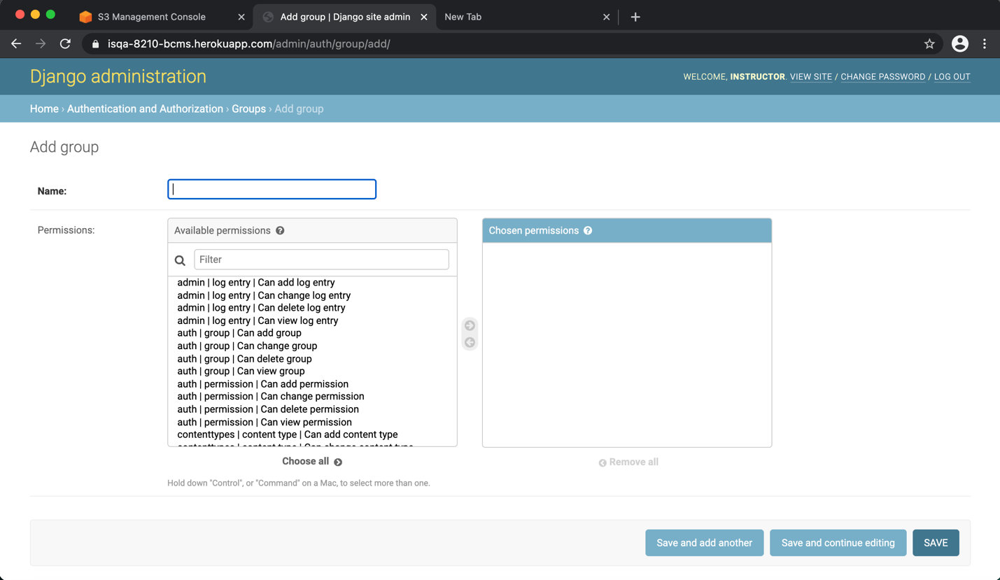 S3 Management Console
Add group | Django site admin
New Tab
isqa-8210-bcms.herokuapp.com/admin/auth/group/add/
Django administration
WELCOME, INSTRUCTOR. VIEW SITE / CHANGE PASSWORD / LOG OUT
Home › Authentication and Authorization › Groups › Add group
Add group
Name:
Permissions:
Available permissions ?
Filter
admin | log entry | Can add log entry
admin | log entry | Can change log entry
admin | log entry | Can delete log entry
admin | log entry | Can view log entry
auth | group | Can add group
auth | group | Can change group
auth | group | Can delete group
auth | group | Can view group
auth | permission | Can add permission
auth | permission | Can change permission
auth | permission | Can delete permission
auth | permission | Can view permission
contenttypes | content type | Can add content type
contenttypes | content type | Can change content type
Choose all
Chosen permissions ?
Remove all
Hold down "Control", or "Command" on a Mac, to select more than one.
Save and add another
Save and continue editing
SAVE